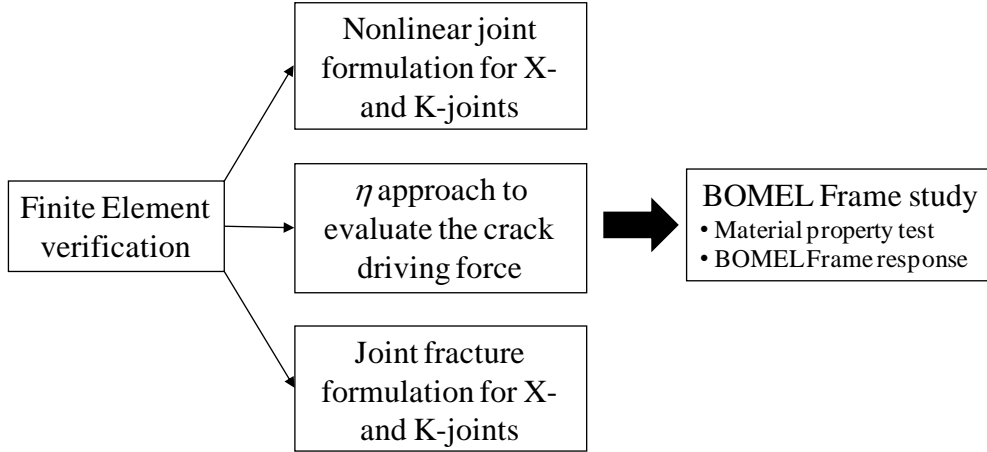 Nonlinear joint
formulation for X-
and K-joints
Finite Element
verification
η approach to
evaluate the crack
driving force
BOMEL Frame study
• Material property test
• BOMEL Frame response
Joint fracture
formulation for X-
and K-joints